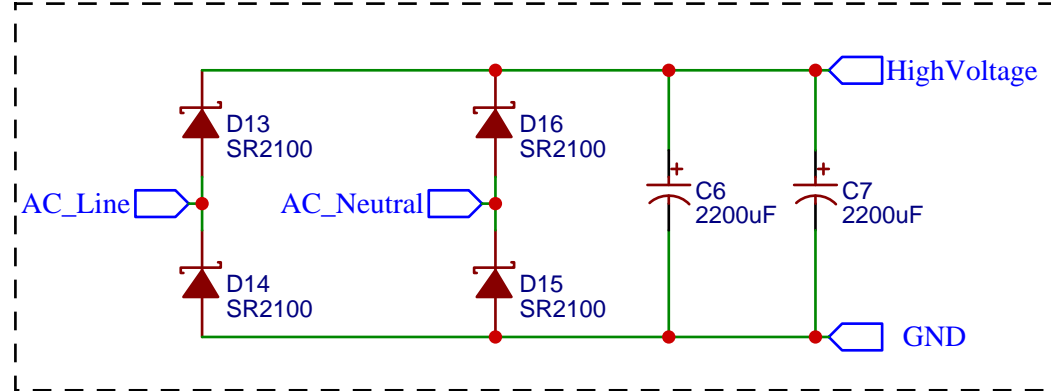 HighVoltage
D13
SR2100
D16
SR2100
AC_Line
AC_Neutral
+
C6
2200uF
+
C7
2200uF
D14
SR2100
D15
SR2100
GND